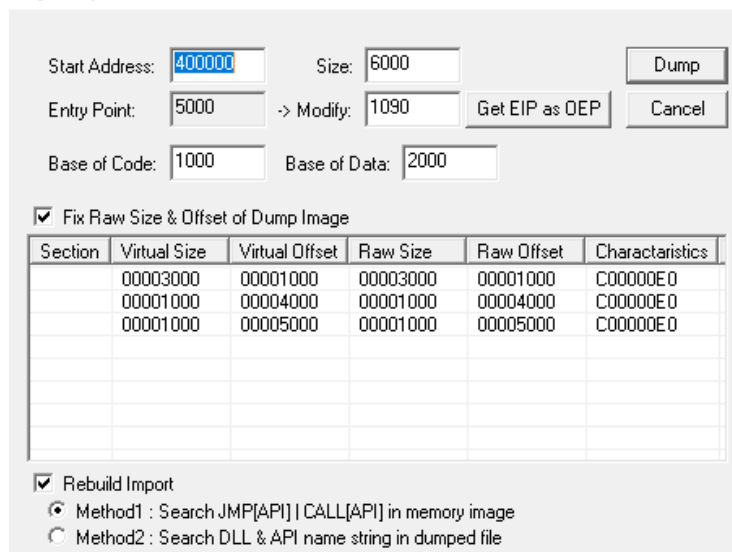 Start Address: 400000 Size: 6000 Dump
Entry Point: 5000 -> Modify: 1090 Get EIP as OEP Cancel
Base of Code: 1000 Base of Data: 2000
Fix Raw Size & Offset of Dump Image
Section Virtual Size Virtual Offset Raw Size Raw Offset Charactaristics
00003000 00001000 00003000 00001000 C00000E0
00001000 00004000 00001000 00004000 C00000E0
00001000 00005000 00001000 00005000 C00000E0
Rebuild Import
Method1 : Search JMP[API] | CALL[API] in memory image
Method2 : Search DLL & API name string in dumped file